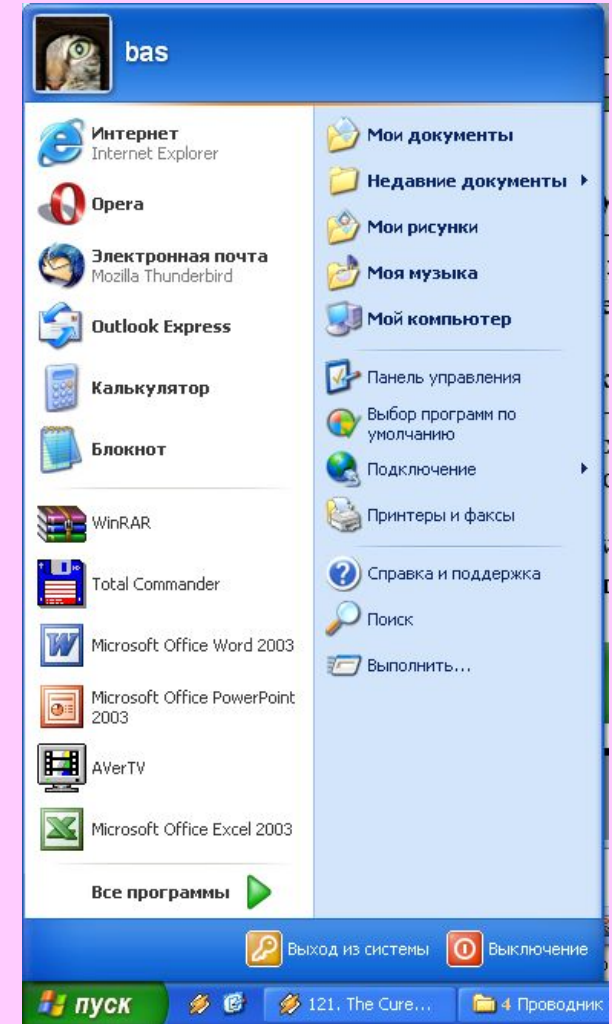 bas
Интернет
Internet Explorer
Opera
Электронная почта
Mozilla Thunderbird
Outlook Express
Калькулятор
Блокнот
WinRAR
Total Commander
Microsoft Office Word 2003
Microsoft Office PowerPoint
2003
AVerTV
Microsoft Office Excel 2003
Все программы
Мои документы
Недавние документы
Мои рисунки
Моя музыка
Мой компьютер
Панель управления
Выбор программ по
умолчанию
Подключение
Принтеры и факсы
Справка и поддержка
Поиск
Выполнить...
Выход из системы
Выключение
пуск
121. The Cure...
4 Проводник